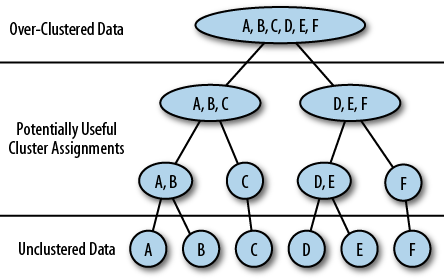 Over-Clustered Data
A, B, C, D, E, F
A, B, C
D, E, F
Potentially Useful
Cluster Assignments
A, B
C
D, E
F
Unclustered Data
A
B
C
D
E
F